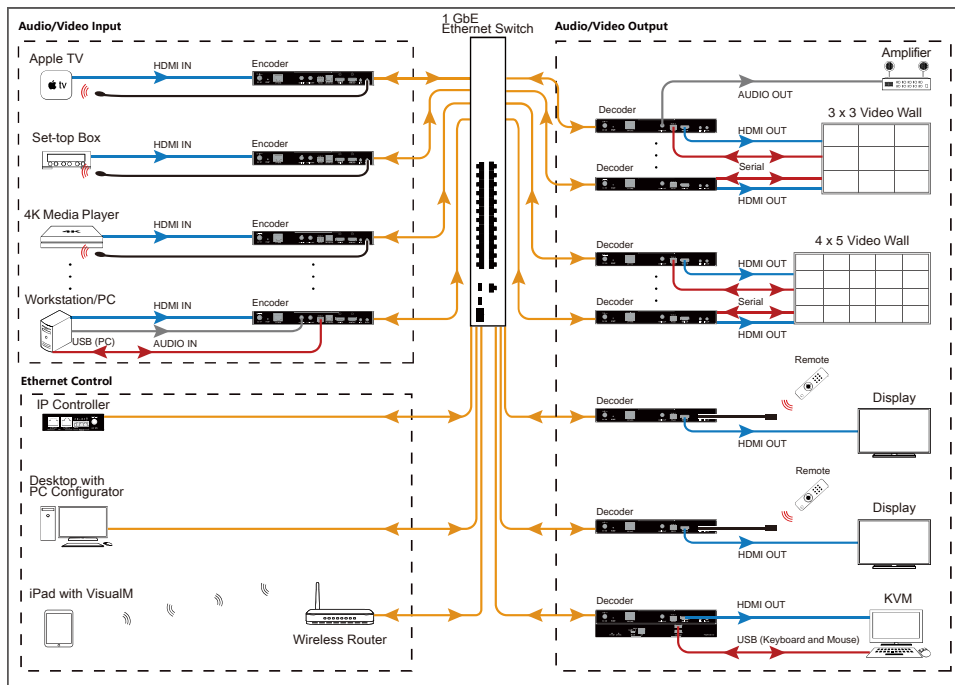 Audio/Video Input
1 GbE
Ethernet Switch
Audio/Video Output
Apple TV
tv
HDMI IN
Encoder
Set-top Box
HDMI IN
Encoder
4K Media Player
HDMI IN
Encoder
Workstation/PC
HDMI IN
Encoder
USB (PC)
AUDIO IN
Amplifier
AUDIO OUT
Decoder
3 x 3 Video Wall
HDMI OUT
Decoder
Serial
HDMI OUT
Decoder
4 x 5 Video Wall
HDMI OUT
Decoder
Serial
HDMI OUT
Ethernet Control
IP Controller
Desktop with
PC Configurator
iPad with VisualM
Wireless Router
Remote
Decoder
Display
HDMI OUT
Remote
Decoder
Display
HDMI OUT
Decoder
HDMI OUT
KVM
USB (Keyboard and Mouse)